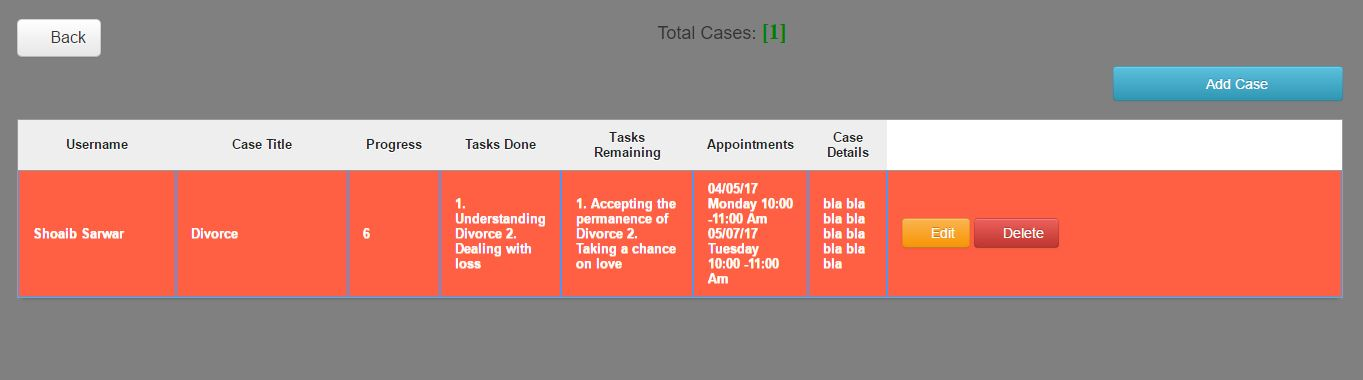 Back
Total Cases: [1]
Add Case
Username
Case Title
Progress
Tasks Done
Tasks
Remaining
Appointments
Case
Details
Shoaib Sarwar
Divorce
6
1.
Understanding
Divorce 2.
Dealing with
loss
1. Accepting the
permanence of
Divorce 2.
Taking a chance
on love
04/05/17
Monday 10:00
-11:00 Am
05/07/17
Tuesday
10:00 -11:00
Am
bla bla
bla bla
bla bla
bla bla
bla
Edit
Delete